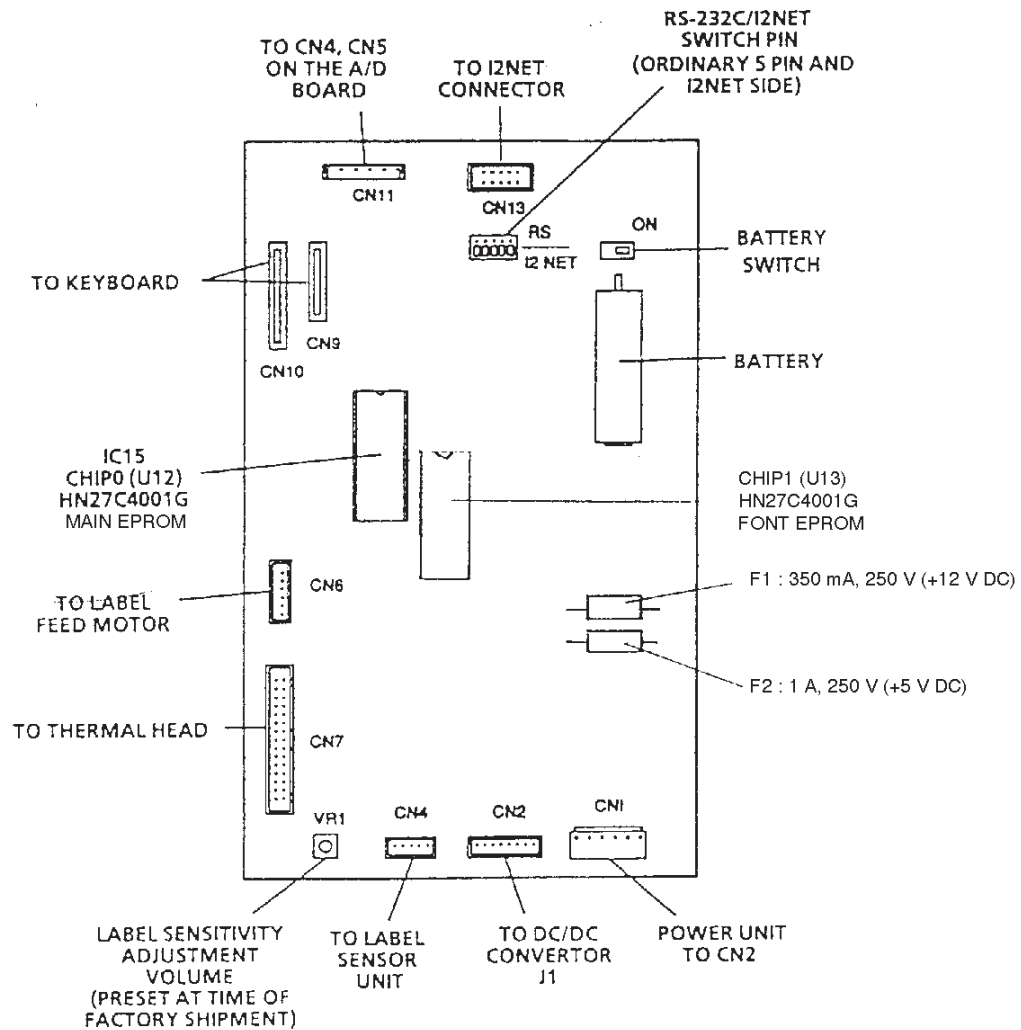 RS-232C/I2NET
SWITCH PIN
(ORDINARY 5 PIN AND
I2NET SIDE)
TO CN4, CN5
ON THE A/D
BOARD
TO I2NET
CONNECTOR
CN11
CN13
RS
I2 NET
ON
BATTERY
SWITCH
TO KEYBOARD
CN9
CN10
BATTERY
IC15
CHIP0 (U12)
HN27C4001G
MAIN EPROM
CHIP1 (U13)
HN27C4001G
FONT EPROM
CN6
TO LABEL
FEED MOTOR
F1 : 350 mA, 250 V (+12 V DC)
F2 : 1 A, 250 V (+5 V DC)
TO THERMAL HEAD
CN7
VR1
CN4
CN2
CN1
LABEL SENSITIVITY
ADJUSTMENT
VOLUME
(PRESET AT TIME OF
FACTORY SHIPMENT)
TO LABEL
SENSOR
UNIT
TO DC/DC
CONVERTOR
J1
POWER UNIT
TO CN2